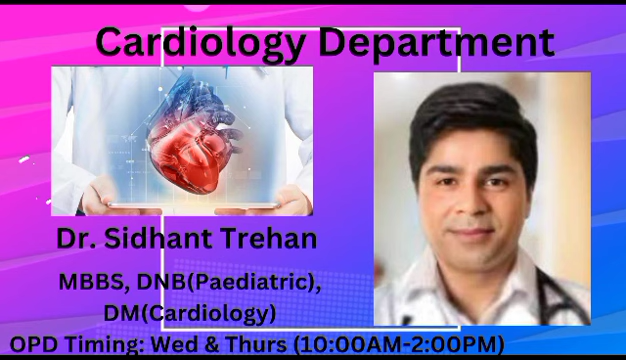 Cardiology Department
Dr. Sidhant Trehan
MBBS, DNB(Paediatric),
DM(Cardiology)
OPD Timing: Wed & Thurs (10:00AM-2:00PM)